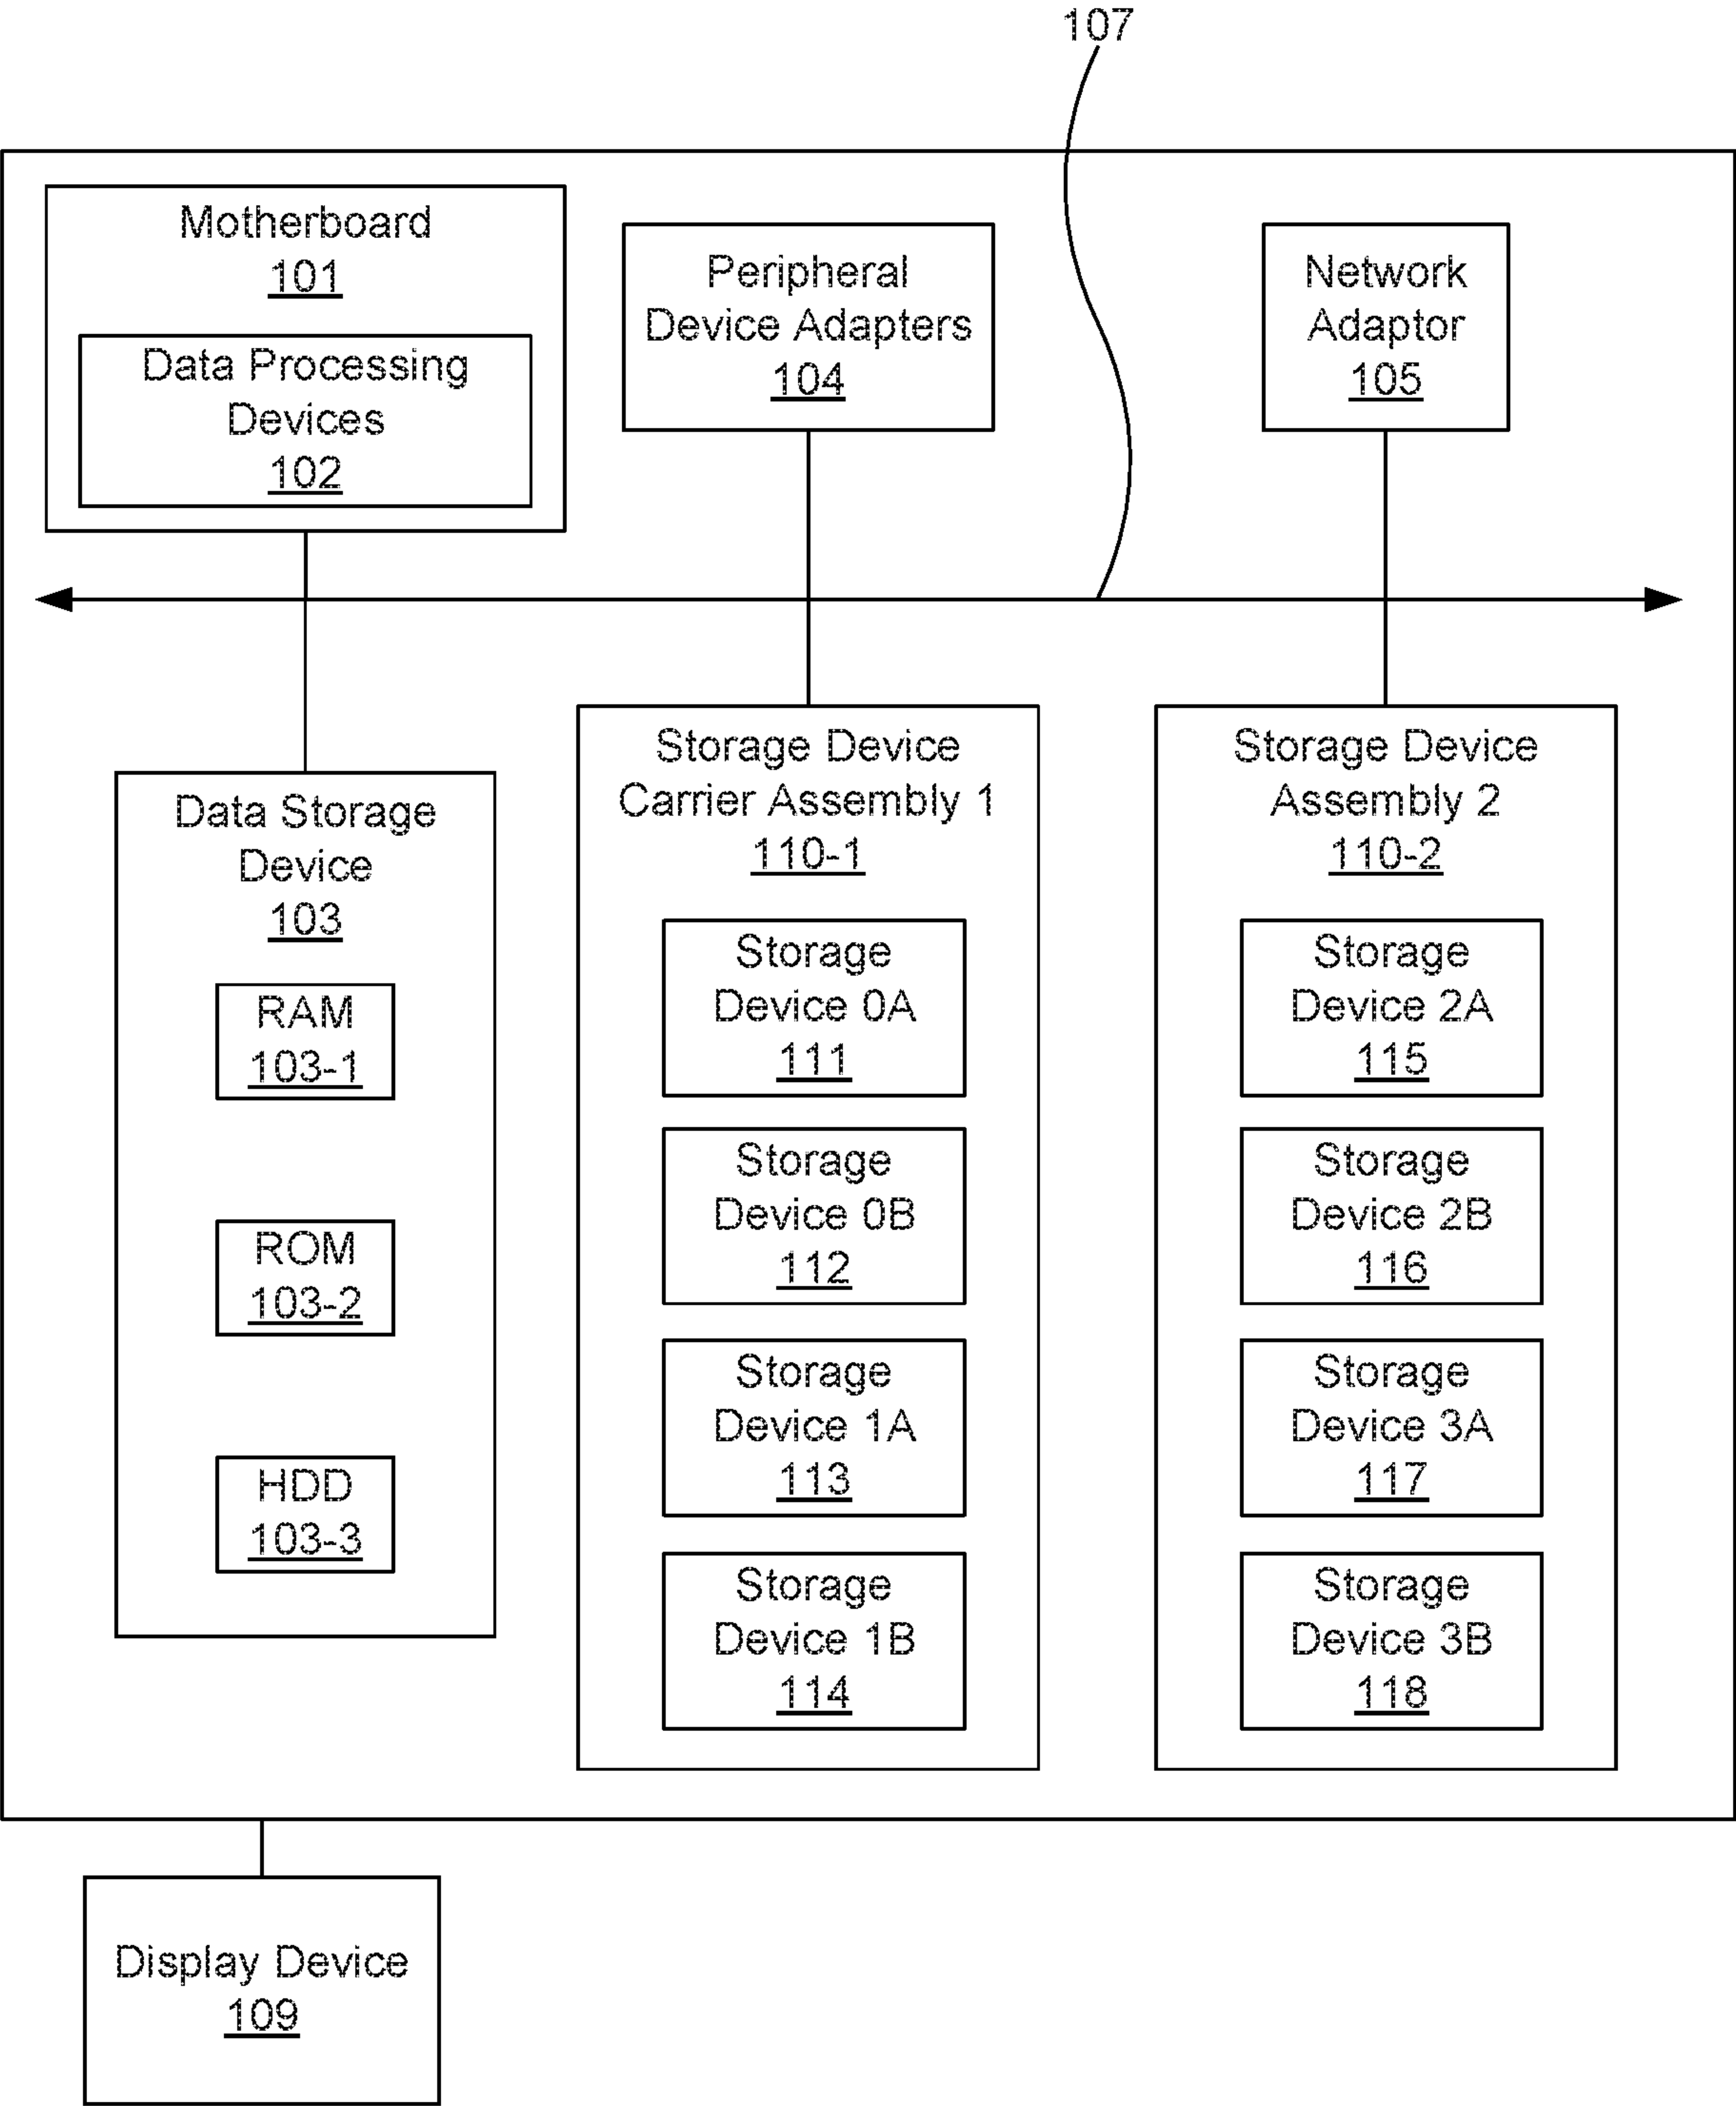 107
Motherboard
101
Data Processing
Devices
102
Peripheral
Device Adapters
104
Network
Adaptor
105
Data Storage
Device
103
RAM
103-1
ROM
103-2
HDD
103-3
Storage Device
Carrier Assembly 1
110-1
Storage
Device 0A
111
Storage
Device 0B
112
Storage
Device 1A
113
Storage
Device 1B
114
Storage Device
Assembly 2
110-2
Storage
Device 2A
115
Storage
Device 2B
116
Storage
Device 3A
117
Storage
Device 3B
118
Display Device
109